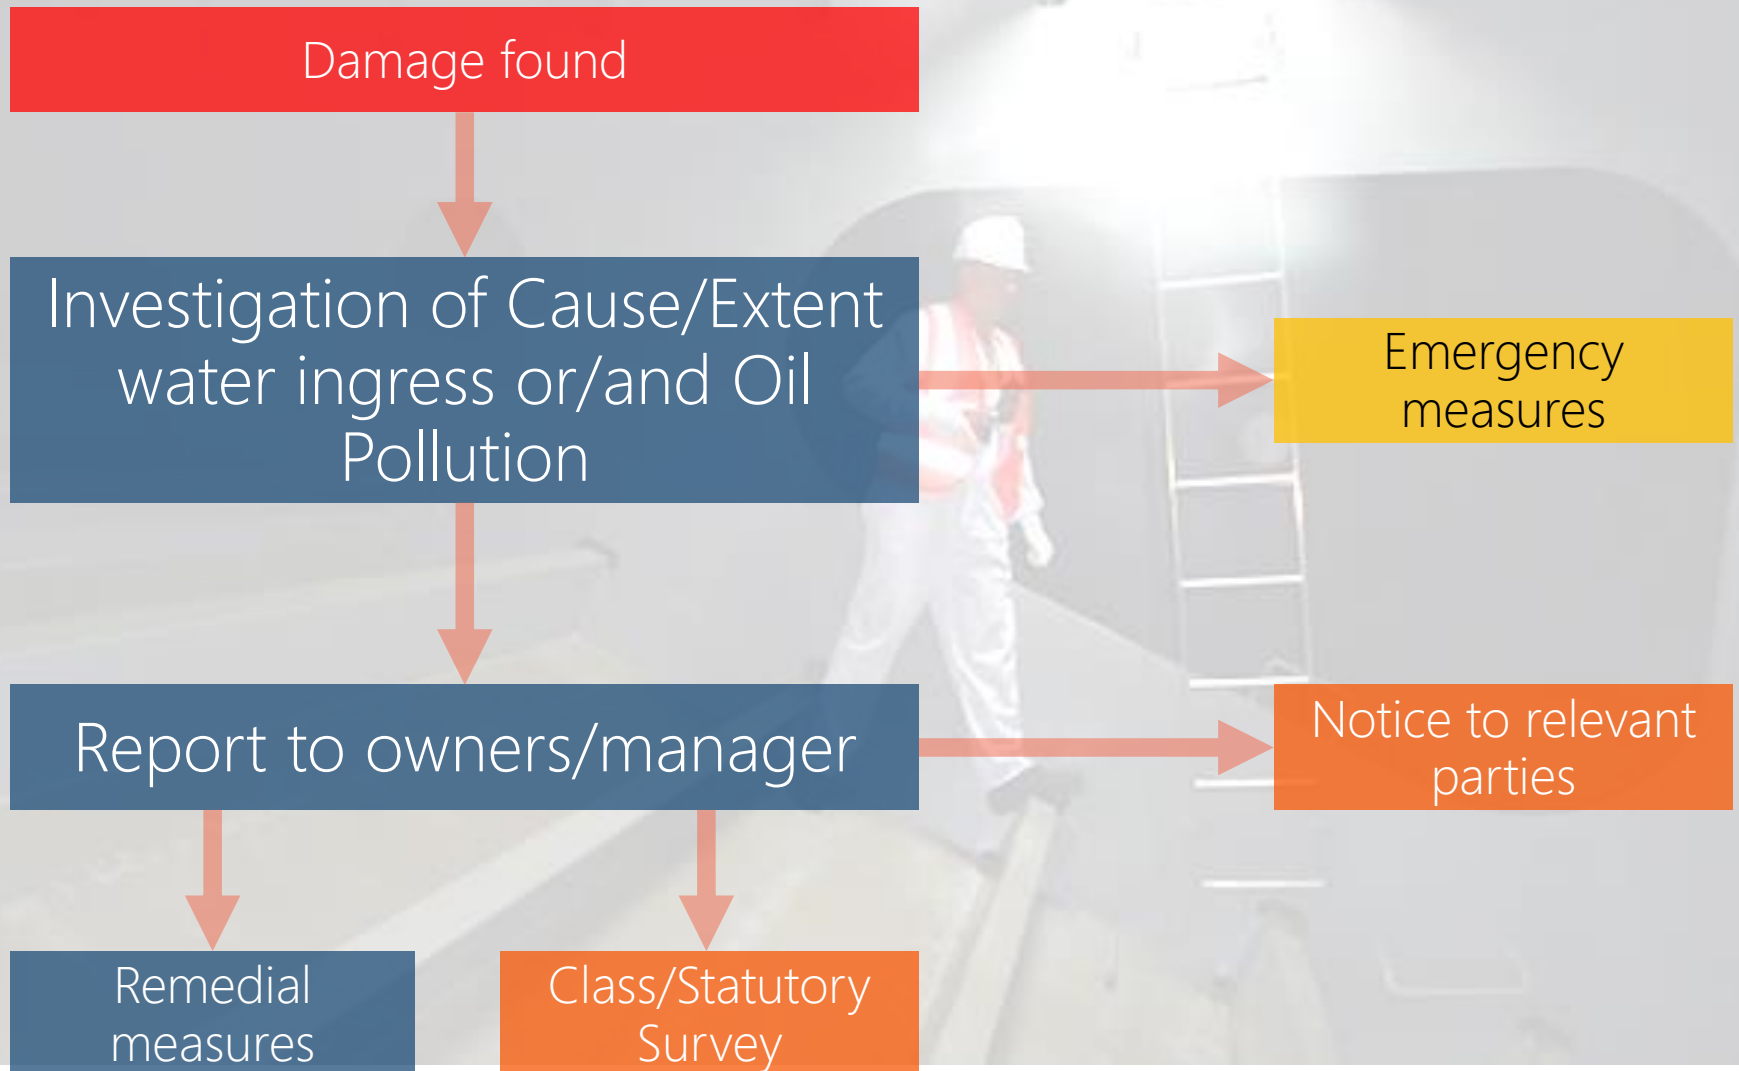 Damage found
Investigation of Cause/Extent
water ingress or/and Oil
Pollution
Emergency
measures
Report to owners/manager
Notice to relevant
parties
Remedial
measures
Class/Statutory
Survey